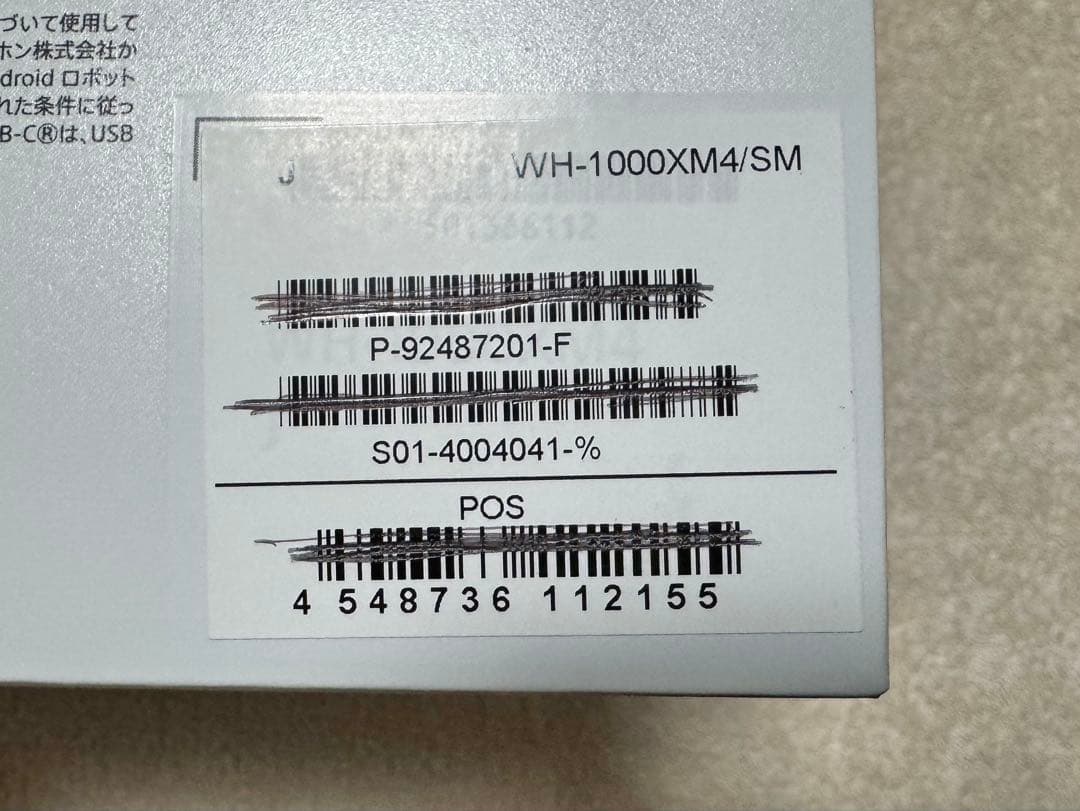 づいて使用して
ホン株式会社か
droid ロボット
れた条件に従っ
B-C®は、USB
J WH-1000XM4/SM
P-92487201-F
S01-4004041-%
POS
4 548736 112155